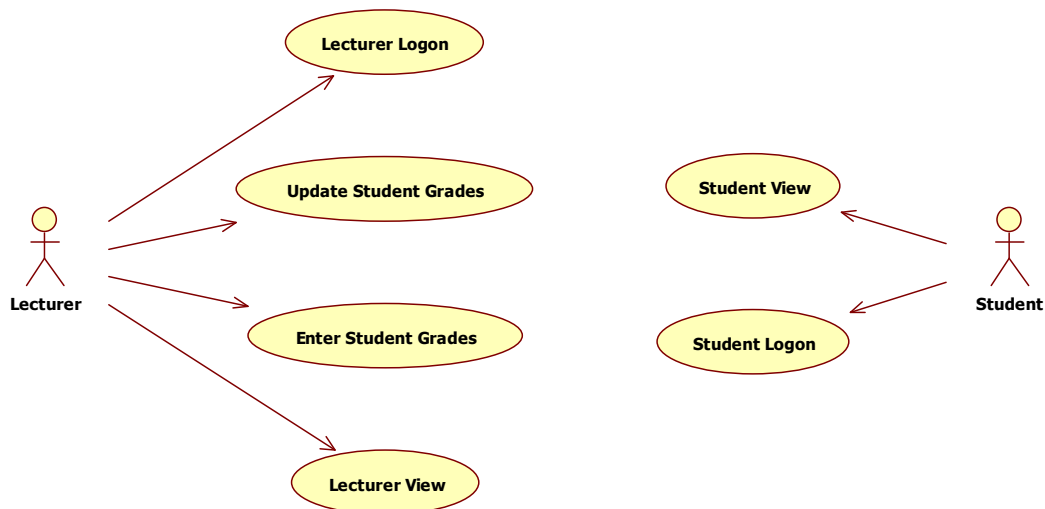 Lecturer Logon
Update Student Grades
Student View
Lecturer
Student
Enter Student Grades
Student Logon
Lecturer View